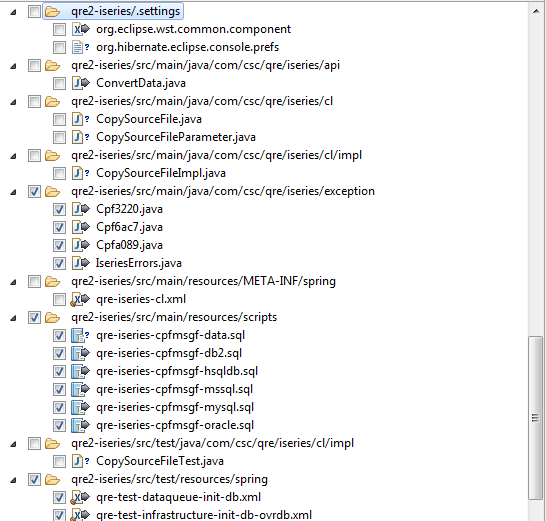 qre2-iseries/.settings
org.eclipse.wst.common.component
org.hibernate.eclipse.console.prefs
qre2-iseries/src/main/java/com/csc/qre/iseries/api
ConvertData.java
qre2-iseries/src/main/java/com/csc/qre/iseries/cl
CopySourceFile.java
CopySourceFileParameter.java
qre2-iseries/src/main/java/com/csc/qre/iseries/cl/impl
CopySourceFileImpl.java
qre2-iseries/src/main/java/com/csc/qre/iseries/exception
Cpf3220.java
Cpf6ac7.java
Cpfa089.java
IseriesErrors.java
qre2-iseries/src/main/resources/META-INF/spring
qre-iseries-cl.xml
qre2-iseries/src/main/resources/scripts
qre-iseries-cpfmsgf-data.sql
qre-iseries-cpfmsgf-db2.sql
qre-iseries-cpfmsgf-hsqldb.sql
qre-iseries-cpfmsgf-mssql.sql
qre-iseries-cpfmsgf-mysql.sql
qre-iseries-cpfmsgf-oracle.sql
qre2-iseries/src/test/java/com/csc/qre/iseries/cl/impl
CopySourceFileTest.java
qre2-iseries/src/test/resources/spring
qre-test-dataqueue-init-db.xml
qre-test-infrastructure-init-db-ovrdb.xml